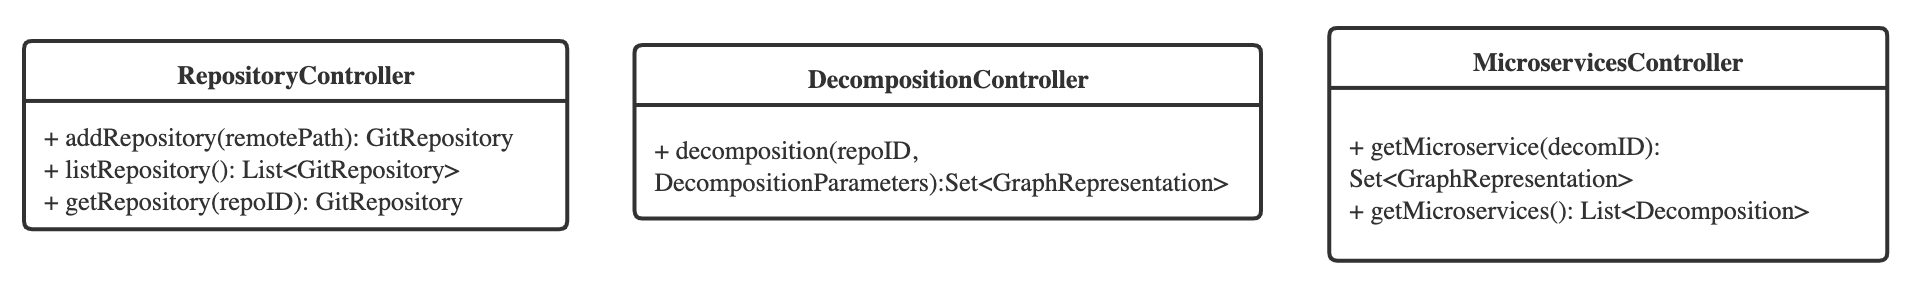 RepositoryController
+ addRepository(remotePath): GitRepository
+ listRepository(): List<GitRepository>
+ getRepository(repoID): GitRepository
DecompositionController
+ decomposition(repoID,
DecompositionParameters):Set<GraphRepresentation>
MicroservicesController
+ getMicroservice(decomID):
Set<GraphRepresentation>
+ getMicroservices(): List<Decomposition>